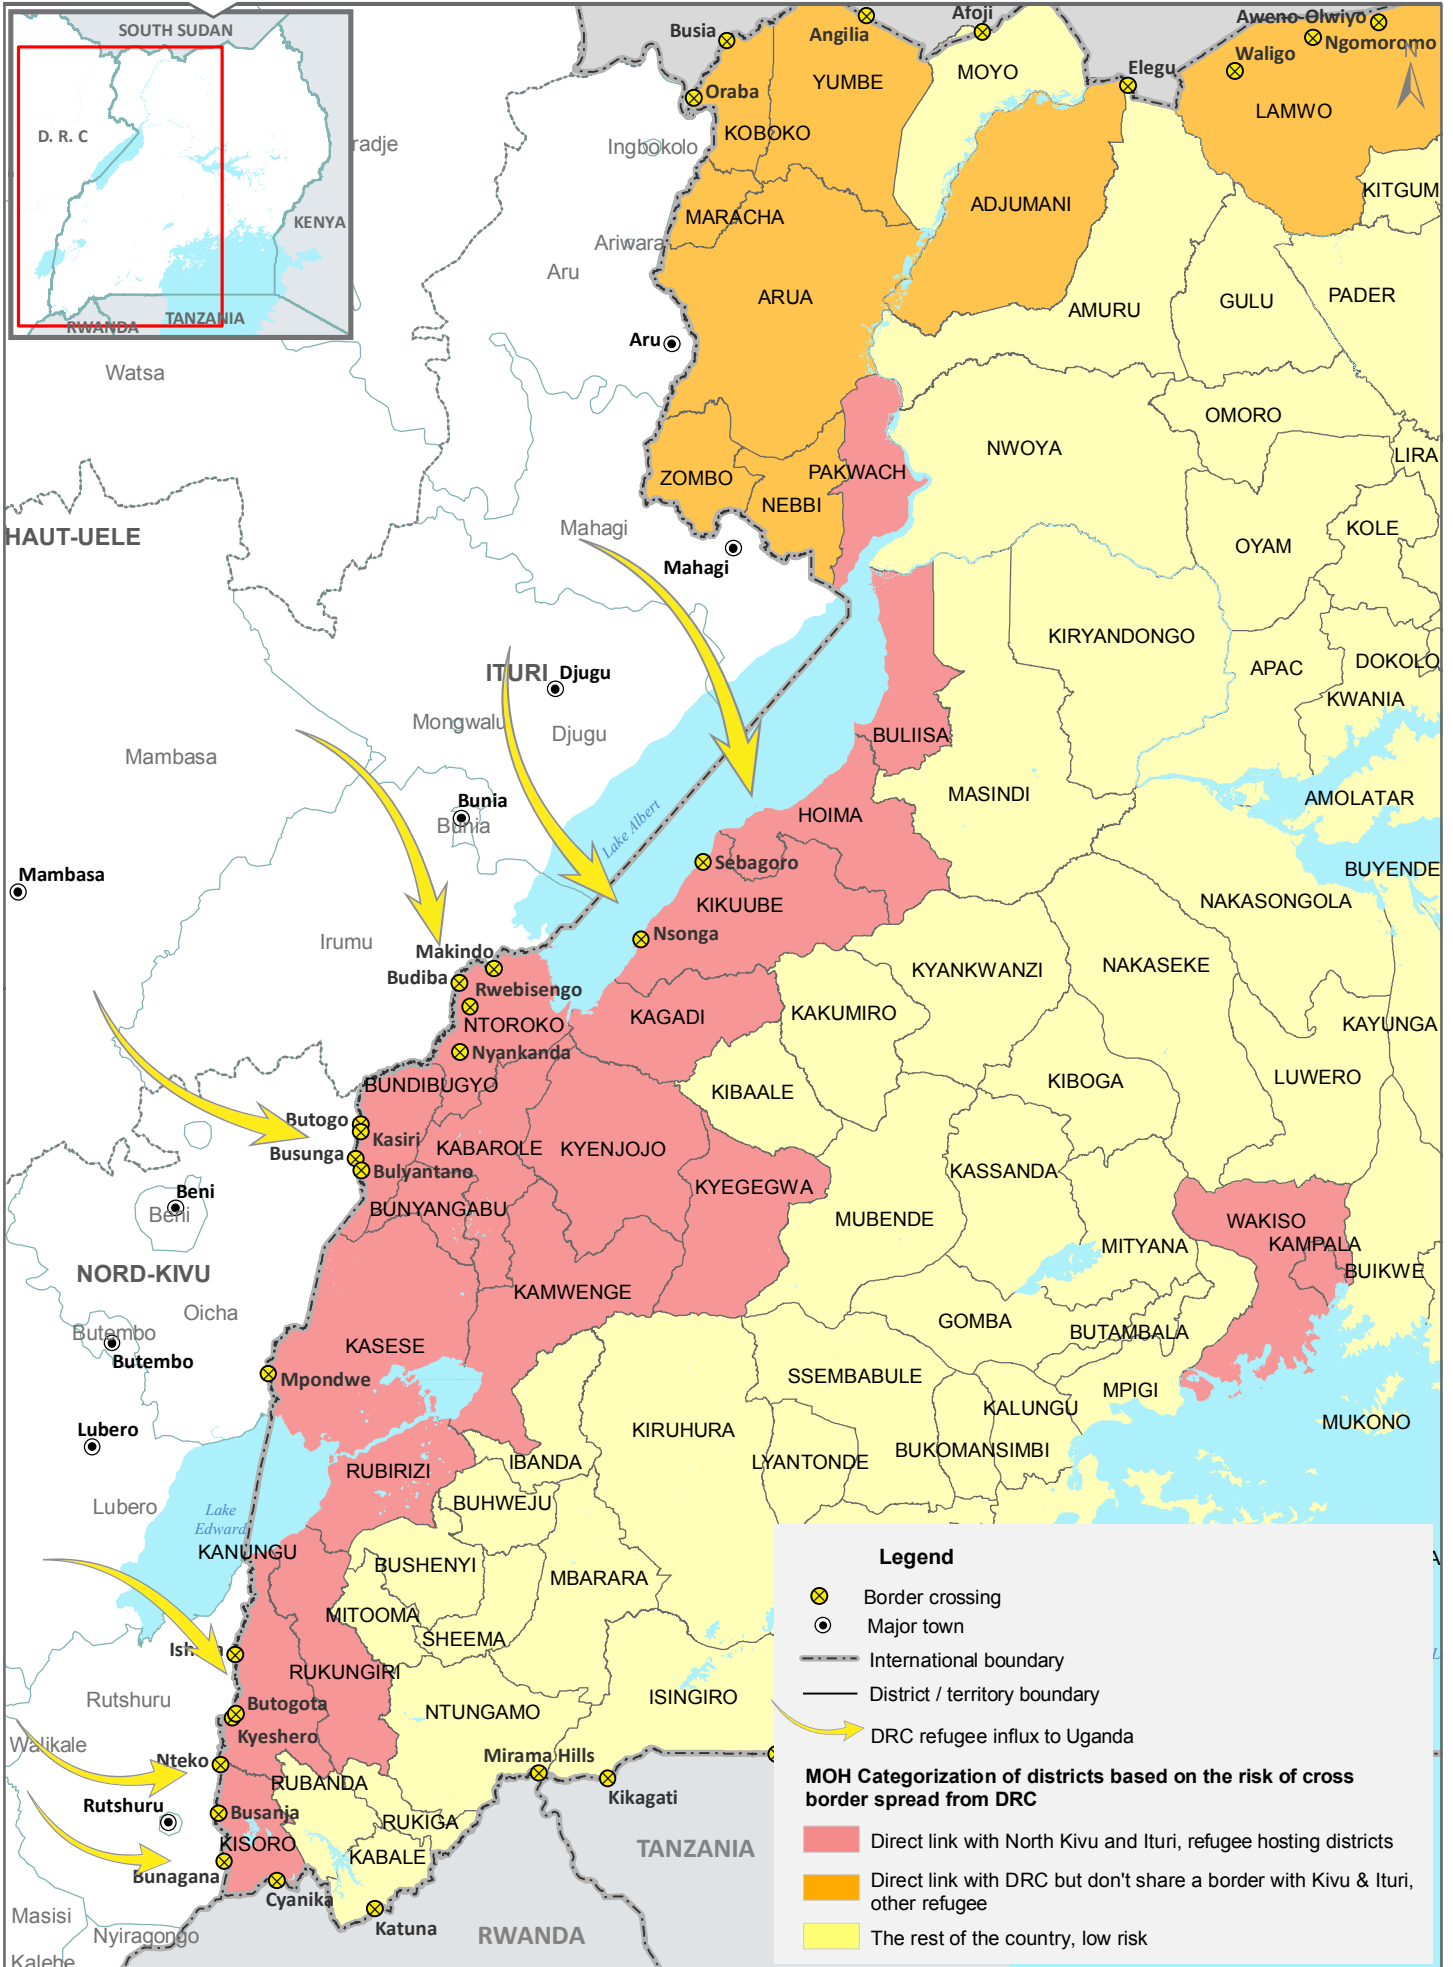 SOUTH SUDAN
D. R. C
KENYA
RWANDA
TANZANIA
Busia
Angilia
Afoji
Aweno-Olwiyo
Ngomoromo
Waligo
N
Elegu
Oraba
MOYO
YUMBE
LAMWO
KOBOKO
radje
Ingbokolo
KITGUM
ADJUMANI
MARACHA
Ariwara
Aru
ARUA
AMURU
GULU
PADER
Aru
Watsa
OMORO
NWOYA
LIRA
ZOMBO
PAKWACH
NEBBI
Mahagi
HAUT-UELE
KOLE
OYAM
Mahagi
KIRYANDONGO
APAC
DOKOLO
KWANIA
ITURI
Djugu
Mongwalu
Djugu
BULIISA
Mambasa
MASINDI
AMOLATAR
Bunia
Bunia
HOIMA
Lake Albert
Sebagoro
BUYENDE
Mambasa
KIKUUBE
NAKASONGOLA
Irumu
Nsonga
Makindo
Budiba
Rwebisengo
KYANKWANZI
NAKASEKE
NTOROKO
KAGADI
KAKUMIRO
KAYUNGA
Nyankanda
BUNDIBUGYO
KIBAALE
KIBOGA
LUWERO
Butogo
Kasiri
Busunga
KABAROLE
KYENJOJO
Bulyantano
KASSANDA
Beni
Beni
KYEGEGWA
BUNYANGABU
MUBENDE
WAKISO
MITYANA
KAMPALA
NORD-KIVU
BUIKWE
KAMWENGE
Oicha
GOMBA
Butembo
Butembo
BUTAMBALA
KASESE
Mpondwe
SSEMBABULE
MPIGI
KALUNGU
MUKONO
Lubero
KIRUHURA
BUKOMANSIMBI
LYANTONDE
IBANDA
RUBIRIZI
BUHWEJU
Lubero
Lake
Edward
KANUNGU
BUSHENYI
MBARARA
MITOOMA
SHEEMA
RUKUNGIRI
Rutshuru
Butogota
Kyeshero
ISINGIRO
NTUNGAMO
Walikale
Nteko
Mirama Hills
RUBANDA
Kikagati
Rutshuru
Busanja
RUKIGA
KISORO
TANZANIA
KABALE
Bunagana
Cyanika
Katuna
Masisi
Nyiragongo
RWANDA
Kalehe
Legend
Border crossing
Major town
International boundary
District / territory boundary
DRC refugee influx to Uganda
MOH Categorization of districts based on the risk of cross
border spread from DRC
Direct link with North Kivu and Ituri, refugee hosting districts
Direct link with DRC but don't share a border with Kivu & Ituri,
other refugee
The rest of the country, low risk